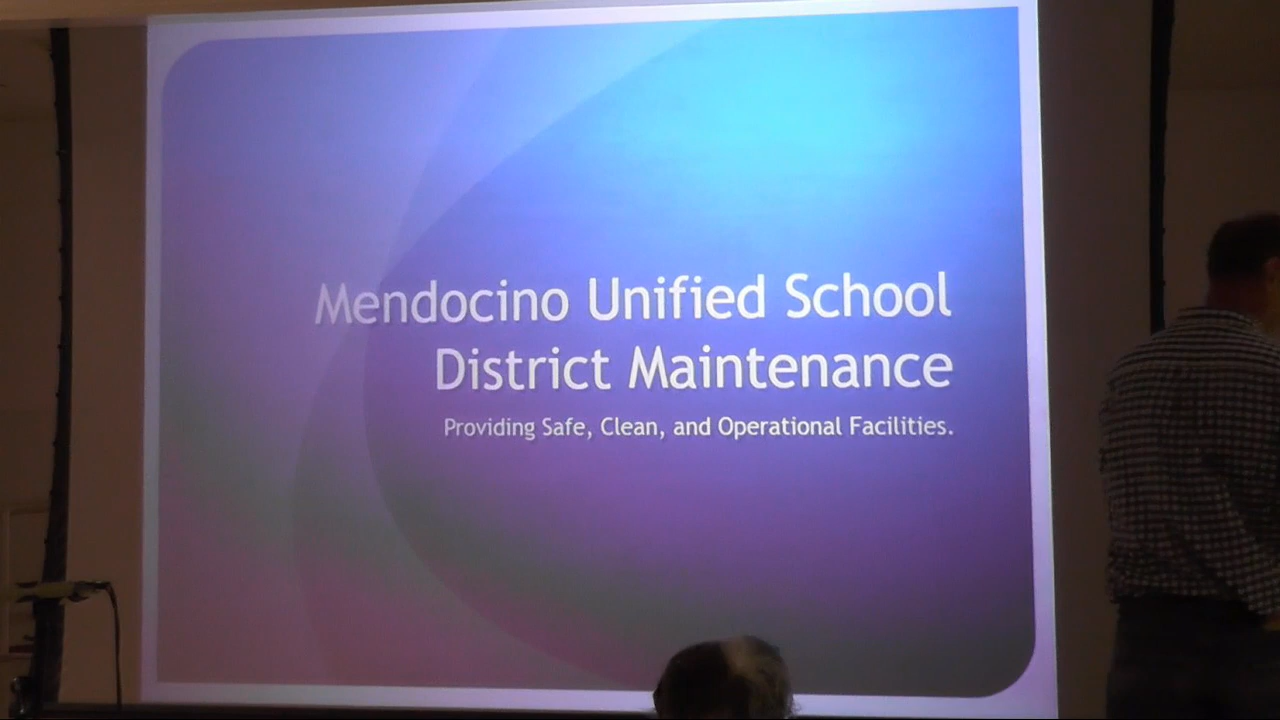 Mendocino Unified School
District Maintenance
Providing Safe, Clean, and Operational Facilities.